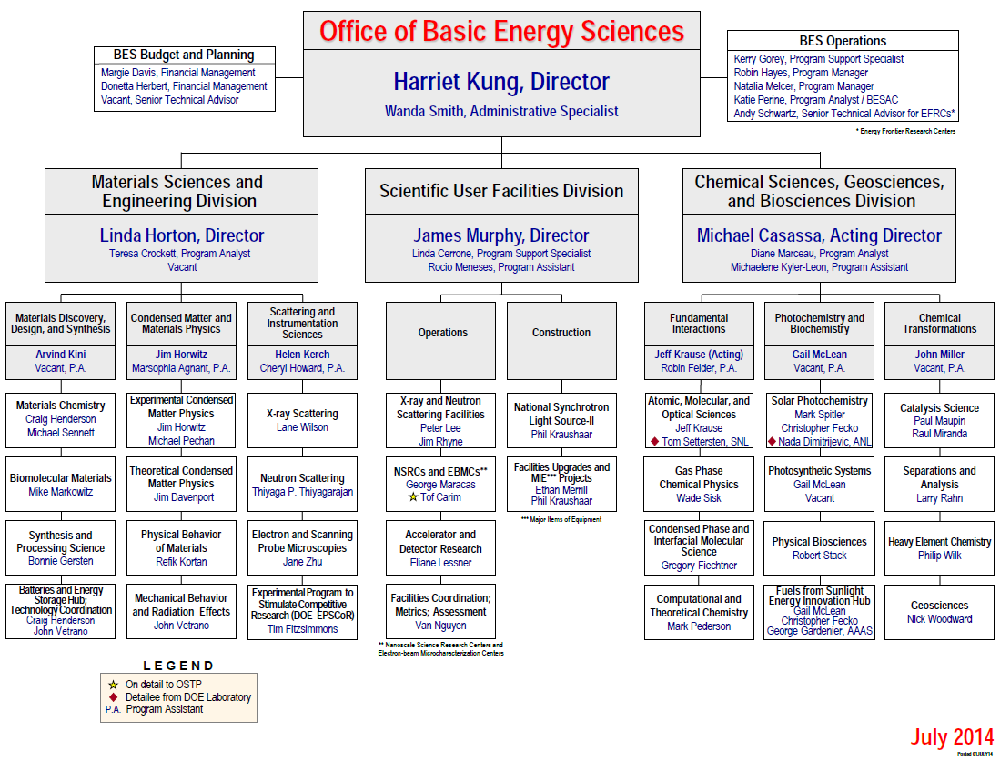 Office of Basic Energy Sciences
Harriet Kung, Director
Wanda Smith, Administrative Specialist
BES Budget and Planning
Margie Davis, Financial Management
Donetta Herbert, Financial Management
Vacant, Senior Technical Advisor
BES Operations
Kerry Gorey, Program Support Specialist
Robin Hayes, Program Manager
Natalia Melcer, Program Manager
Katie Perine, Program Analyst / BESAC
Andy Schwartz, Senior Technical Advisor for EFRCs*
* Energy Frontier Research Centers
Materials Sciences and
Engineering Division
Linda Horton, Director
Teresa Crockett, Program Analyst
Vacant
Scientific User Facilities Division
James Murphy, Director
Linda Cerrone, Program Support Specialist
Rocio Meneses, Program Assistant
Chemical Sciences, Geosciences,
and Biosciences Division
Michael Casassa, Acting Director
Diane Marceau, Program Analyst
Michaelene Kyler-Leon, Program Assistant
Materials Discovery,
Design, and Synthesis
Arvind Kini
Vacant, P.A.
Materials Chemistry
Craig Henderson
Michael Sennett
Biomolecular Materials
Mike Markowitz
Synthesis and
Processing Science
Bonnie Gersten
Batteries and Energy
Storage Hub;
Technology Coordination
Craig Henderson
John Vetrano
Condensed Matter and
Materials Physics
Jim Horwitz
Marsophia Agnant, P.A.
Experimental Condensed
Matter Physics
Jim Horwitz
Michael Pechan
Theoretical Condensed
Matter Physics
Jim Davenport
Physical Behavior
of Materials
Refik Kortan
Mechanical Behavior
and Radiation Effects
John Vetrano
Scattering and
Instrumentation
Sciences
Helen Kerch
Cheryl Howard, P.A.
X-ray Scattering
Lane Wilson
Neutron Scattering
Thiyaga P. Thiyagarajan
Electron and Scanning
Probe Microscopies
Jane Zhu
Experimental Program to
Stimulate Competitive
Research (DOE EPSCoR)
Tim Fitzsimmons
Operations
X-ray and Neutron
Scattering Facilities
Peter Lee
Jim Rhyne
NSRCs and EBMCs**
George Maracas
Tof Carim
Accelerator and
Detector Research
Eliane Lessner
Facilities Coordination;
Metrics; Assessment
Van Nguyen
** Nanoscale Science Research Centers and
Electron-beam Microcharacterization Centers
Construction
National Synchrotron
Light Source-II
Phil Kraushaar
Facilities Upgrades and
MIE*** Projects
Ethan Merrill
Phil Kraushaar
*** Major Items of Equipment
Fundamental
Interactions
Jeff Krause (Acting)
Robin Felder, P.A.
Atomic, Molecular, and
Optical Sciences
Jeff Krause
Tom Settersten, SNL
Gas Phase
Chemical Physics
Wade Sisk
Condensed Phase and
Interfacial Molecular
Science
Gregory Fiechtner
Computational and
Theoretical Chemistry
Mark Pederson
Photochemistry and
Biochemistry
Gail McLean
Vacant, P.A.
Solar Photochemistry
Mark Spitler
Christopher Fecko
Nada Dimitrijevic, ANL
Photosynthetic Systems
Gail McLean
Vacant
Physical Biosciences
Robert Stack
Fuels from Sunlight
Energy Innovation Hub
Gail McLean
Christopher Fecko
George Gardenier, AAAS
Chemical
Transformations
John Miller
Vacant, P.A.
Catalysis Science
Paul Maupin
Raul Miranda
Separations and
Analysis
Larry Rahn
Heavy Element Chemistry
Philip Wilk
Geosciences
Nick Woodward
LEGEND
On detail to OSTP
Detailee from DOE Laboratory
P.A. Program Assistant
July 2014
Posted 01JULY14